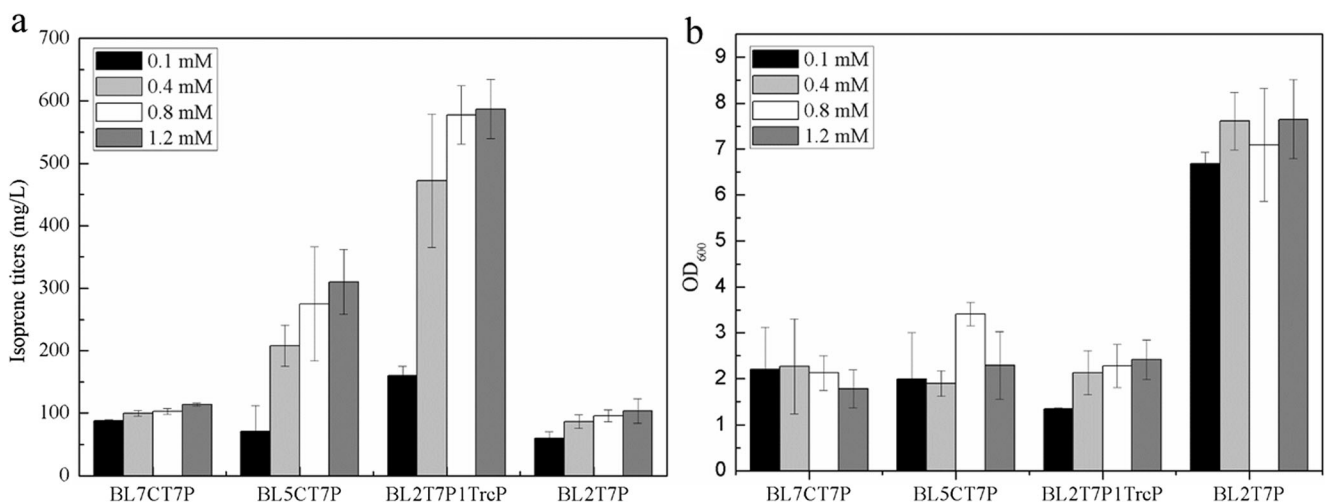 a
Isoprene titers (mg/L)
700
600
500
400
300
200
100
0
0.1 mM
0.4 mM
0.8 mM
1.2 mM
BL7CT7P
BL5CT7P
BL2T7P1TrcP
BL2T7P
b
OD600
9
8
7
6
5
4
3
2
1
0
0.1 mM
0.4 mM
0.8 mM
1.2 mM
BL7CT7P
BL5CT7P
BL2T7P1TrcP
BL2T7P